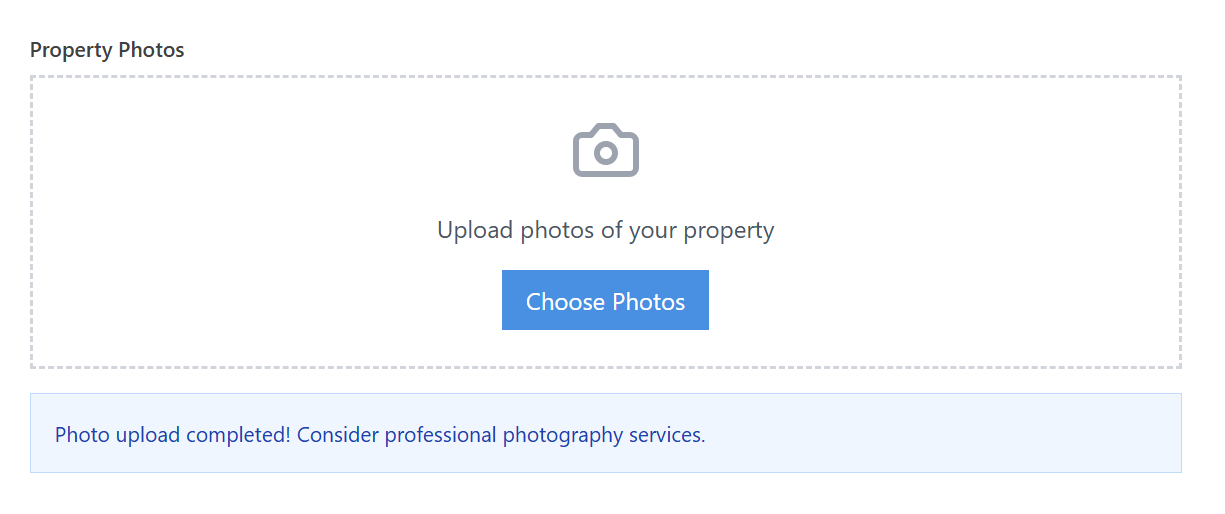 Property Photos
Upload photos of your property
Choose Photos
Photo upload completed! Consider professional photography services.